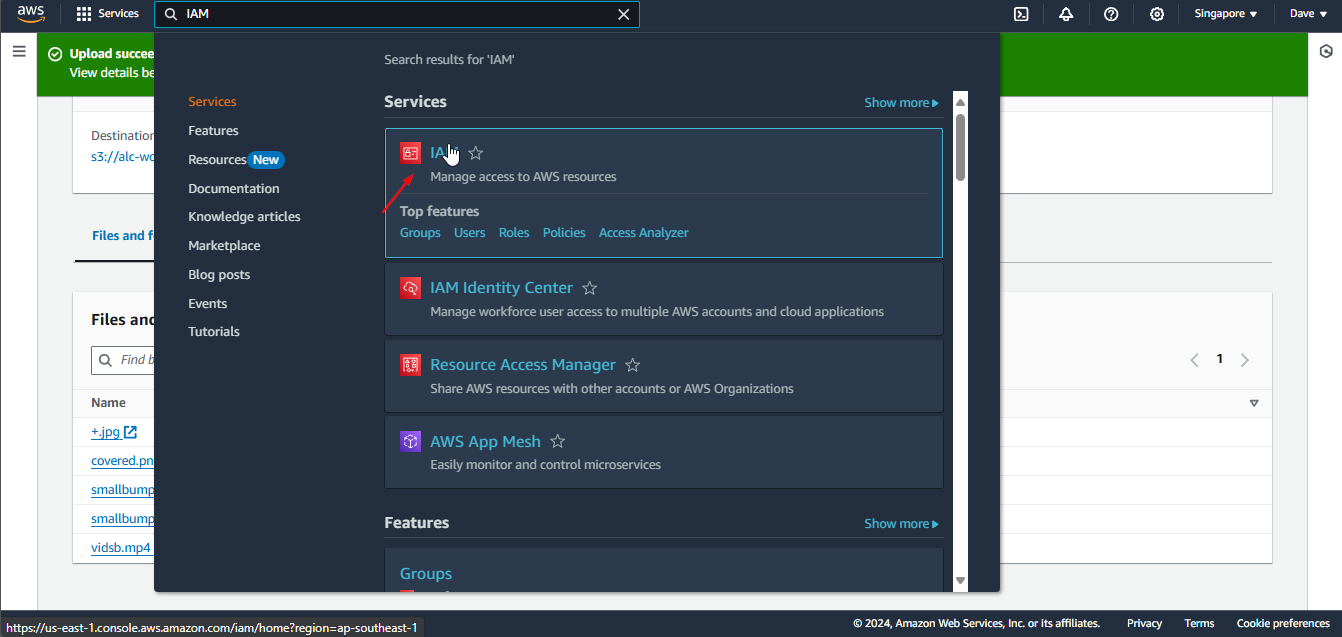 aws
Services
IAM
Singapore
Dave
Upload succee
View details be
Search results for 'IAM'
Services
Features
Resources New
Documentation
Knowledge articles
Marketplace
Blog posts
Events
Tutorials
Services
Show more
IAM
Manage access to AWS resources
Top features
Groups Users Roles Policies Access Analyzer
IAM Identity Center
Manage workforce user access to multiple AWS accounts and cloud applications
Resource Access Manager
Share AWS resources with other accounts or AWS Organizations
AWS App Mesh
Easily monitor and control microservices
Features
Show more
Groups
Destination
s3://alc-wo
Files and f
Files and
Find b
1
Name
+.jpg
covered.pn
smallbump
smallbump
vidsb.mp4
https://us-east-1.console.aws.amazon.com/iam/home?region=ap-southeast-1
© 2024, Amazon Web Services, Inc. or its affiliates.
Privacy
Terms
Cookie preferences